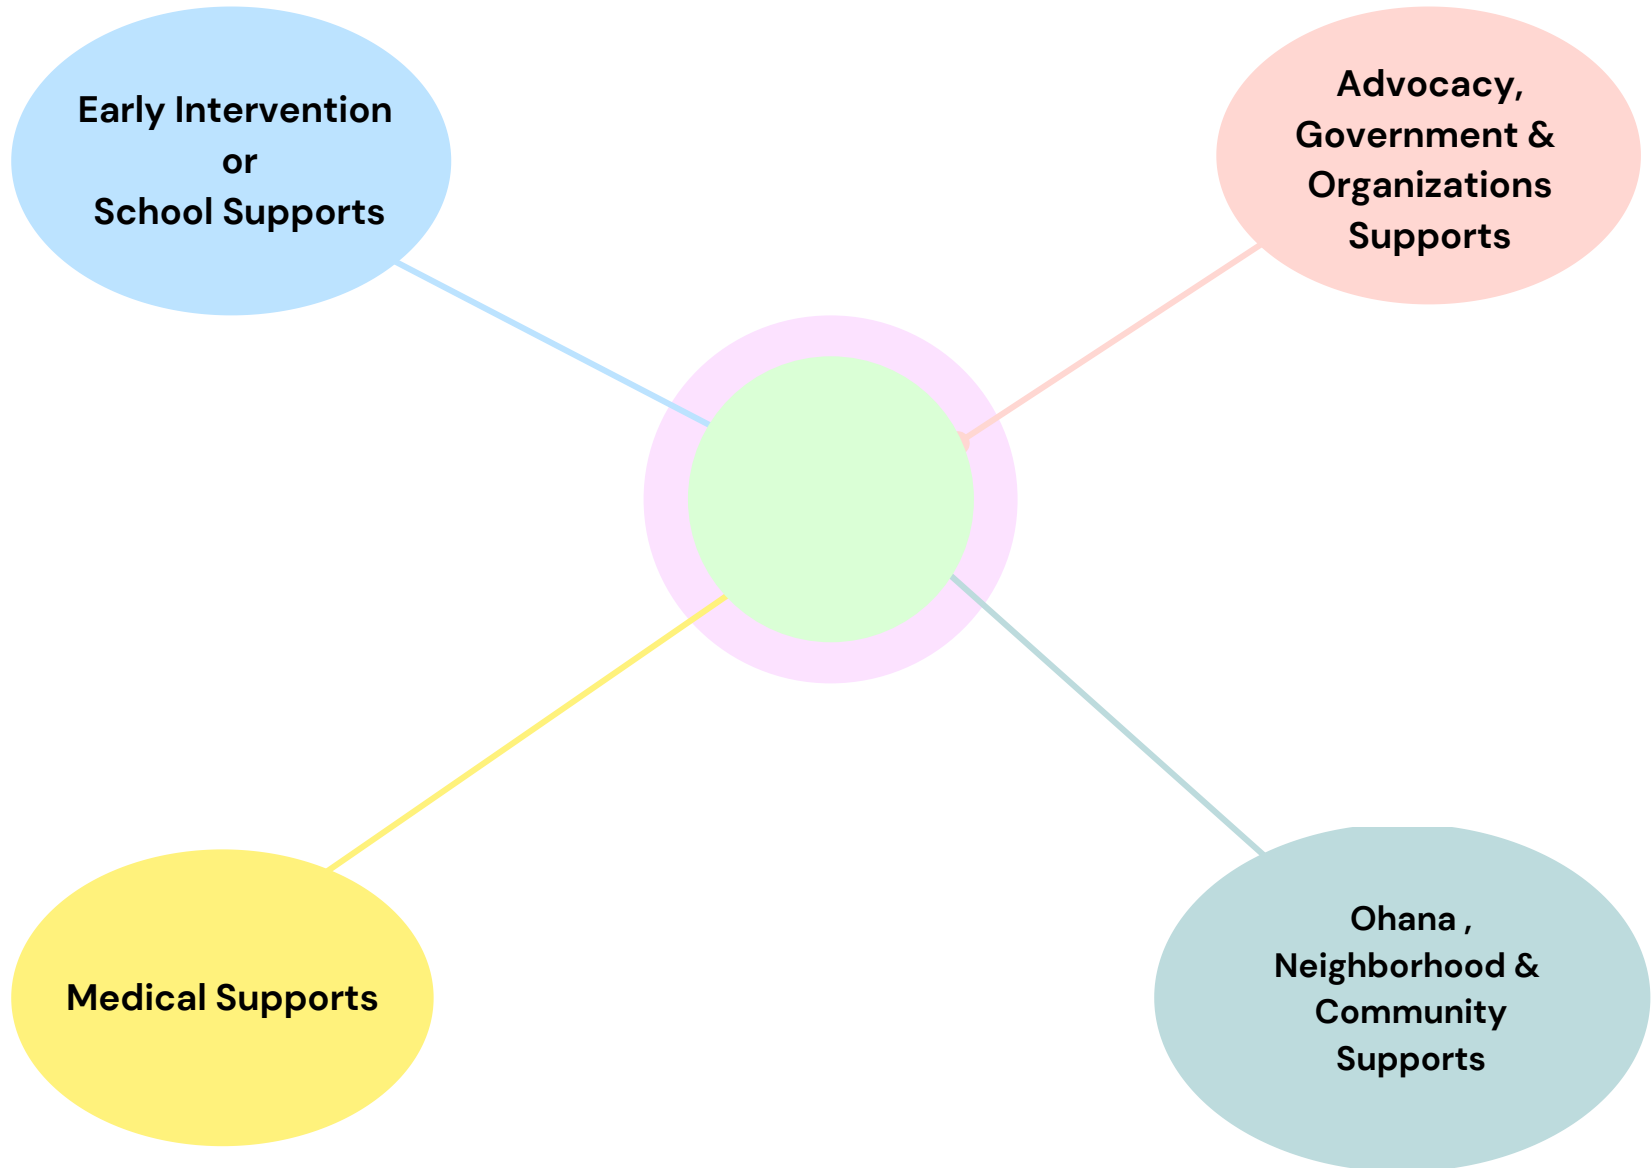 Early Intervention
or
School Supports
Advocacy,
Government &
Organizations
Supports
Medical Supports
Ohana ,
Neighborhood &
Community
Supports